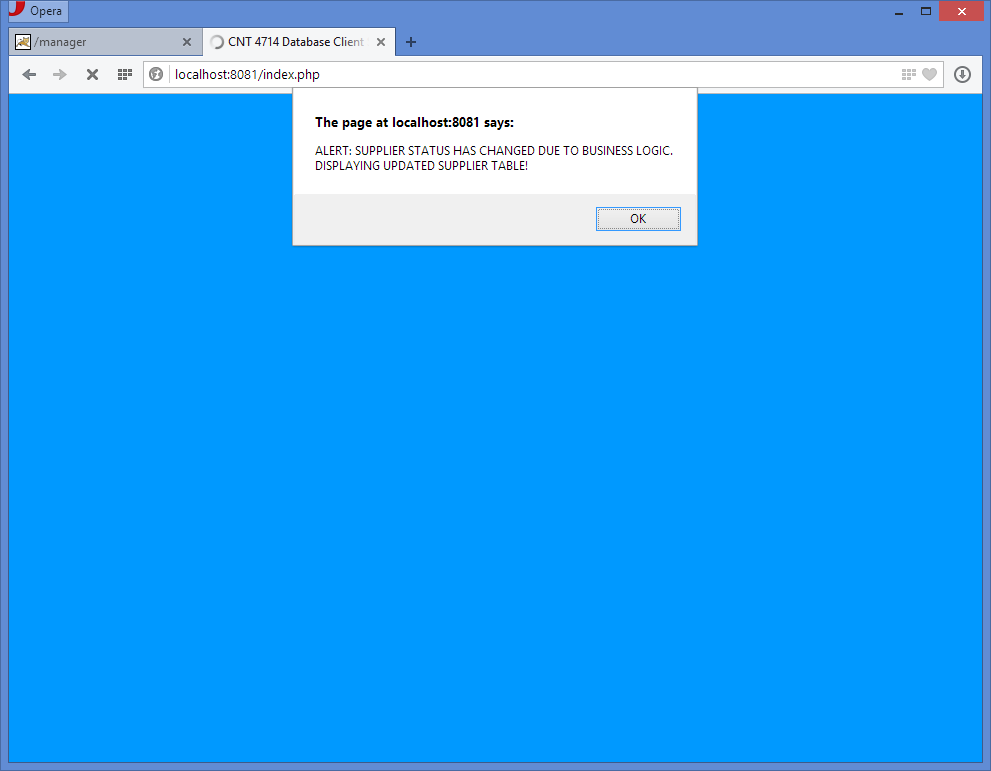 Opera
/manager
CNT 4714 Database Client
localhost:8081/index.php
The page at localhost:8081 says:
ALERT: SUPPLIER STATUS HAS CHANGED DUE TO BUSINESS LOGIC.
DISPLAYING UPDATED SUPPLIER TABLE!
OK